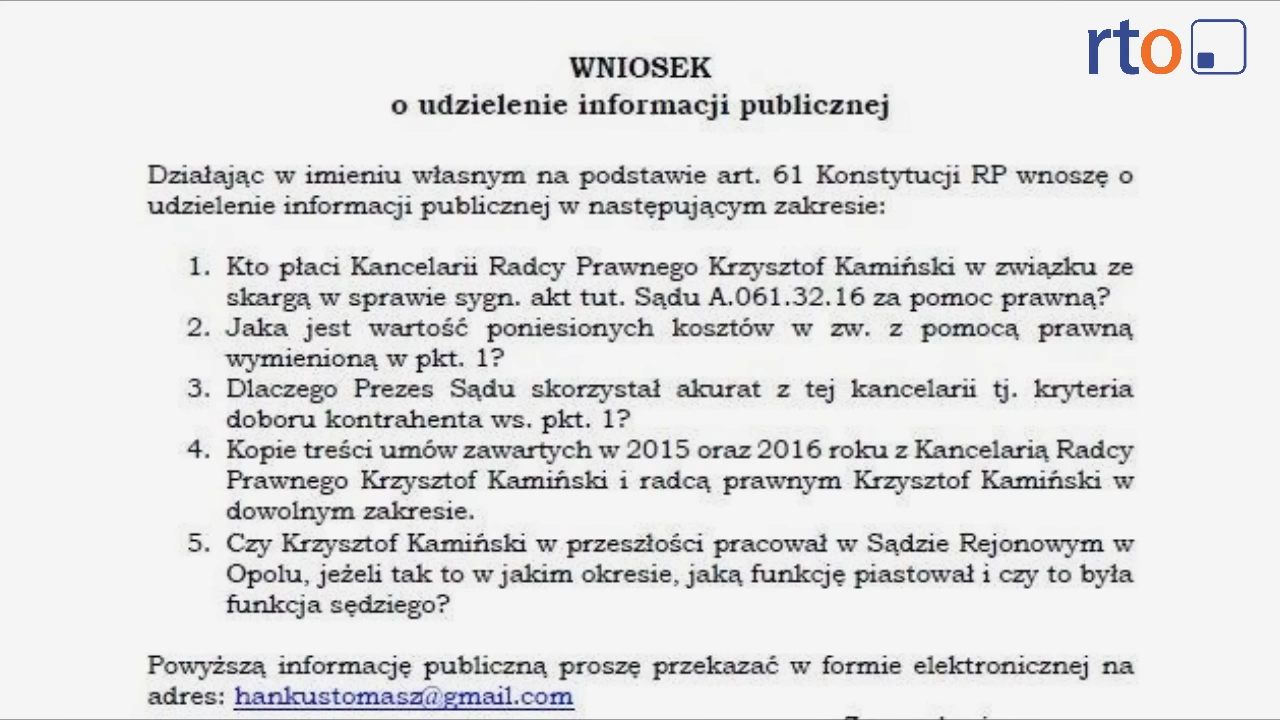 rto
WNIOSEK
o udzielenie informacji publicznej
Działając w imieniu własnym na podstawie art. 61 Konstytucji RP wnoszę o
udzielenie informacji publicznej w następującym zakresie:
1. Kto płaci Kancelarii Radcy Prawnego Krzysztof Kamiński w związku ze
skargą w sprawie sygn. akt tut. Sądu A.061.32.16 za pomoc prawną?
2. Jaka jest wartość poniesionych kosztów w zw. z pomocą prawną
wymienioną w pkt. 1?
3. Dlaczego Prezes Sądu skorzystał akurat z tej kancelarii tj. kryteria
doboru kontrahenta ws. pkt. 1?
4. Kopie treści umów zawartych w 2015 oraz 2016 roku z Kancelarią Radcy
Prawnego Krzysztof Kamiński i radcą prawnym Krzysztof Kamiński w
dowolnym zakresie.
5. Czy Krzysztof Kamiński w przeszłości pracował w Sądzie Rejonowym w
Opolu, jeżeli tak to w jakim okresie, jaką funkcję piastował i czy to była
funkcja sędziego?
Powyższą informację publiczną proszę przekazać w formie elektronicznej na
adres: hankustomasz@gmail.com